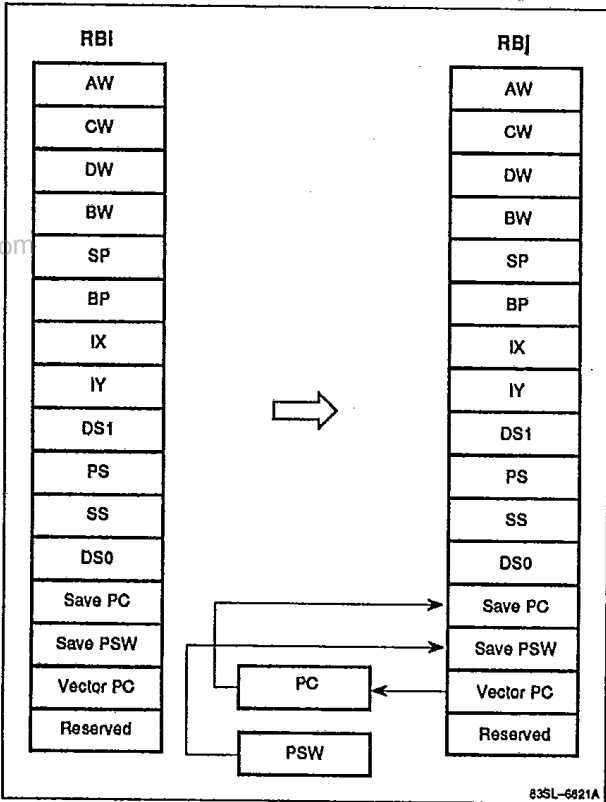 RBI
AW
CW
DW
BW
SP
BP
IX
IY
DS1
PS
SS
DS0
Save PC
Save PSW
Vector PC
Reserved
RBj
AW
CW
DW
BW
SP
BP
IX
IY
DS1
PS
SS
DS0
Save PC
Save PSW
Vector PC
Reserved
PC
PSW
om
83SL-6821A